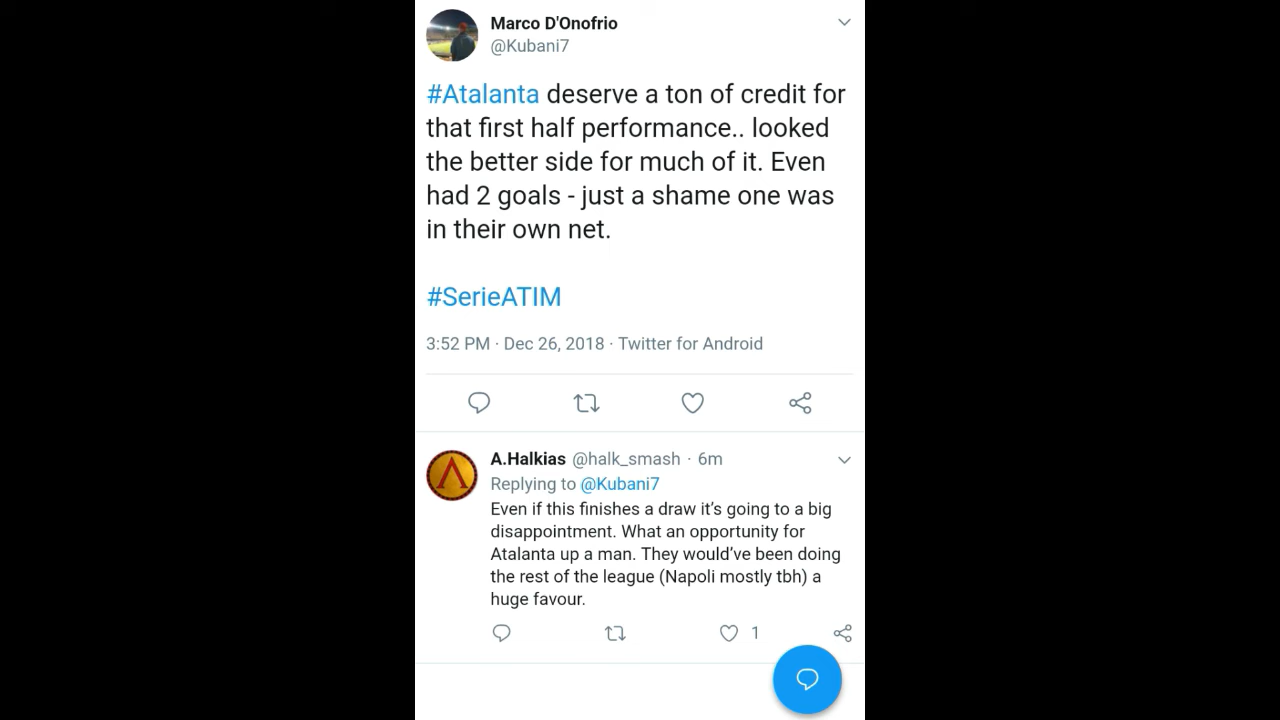 Marco D'Onofrio
@Kubani7
#Atalanta deserve a ton of credit for
that first half performance.. looked
the better side for much of it. Even
had 2 goals - just a shame one was
in their own net.
#SerieATIM
3:52 PM · Dec 26, 2018 · Twitter for Android
A.Halkias @halk_smash · 6m
Replying to @Kubani7
Even if this finishes a draw it’s going to a big
disappointment. What an opportunity for
Atalanta up a man. They would’ve been doing
the rest of the league (Napoli mostly tbh) a
huge favour.
1